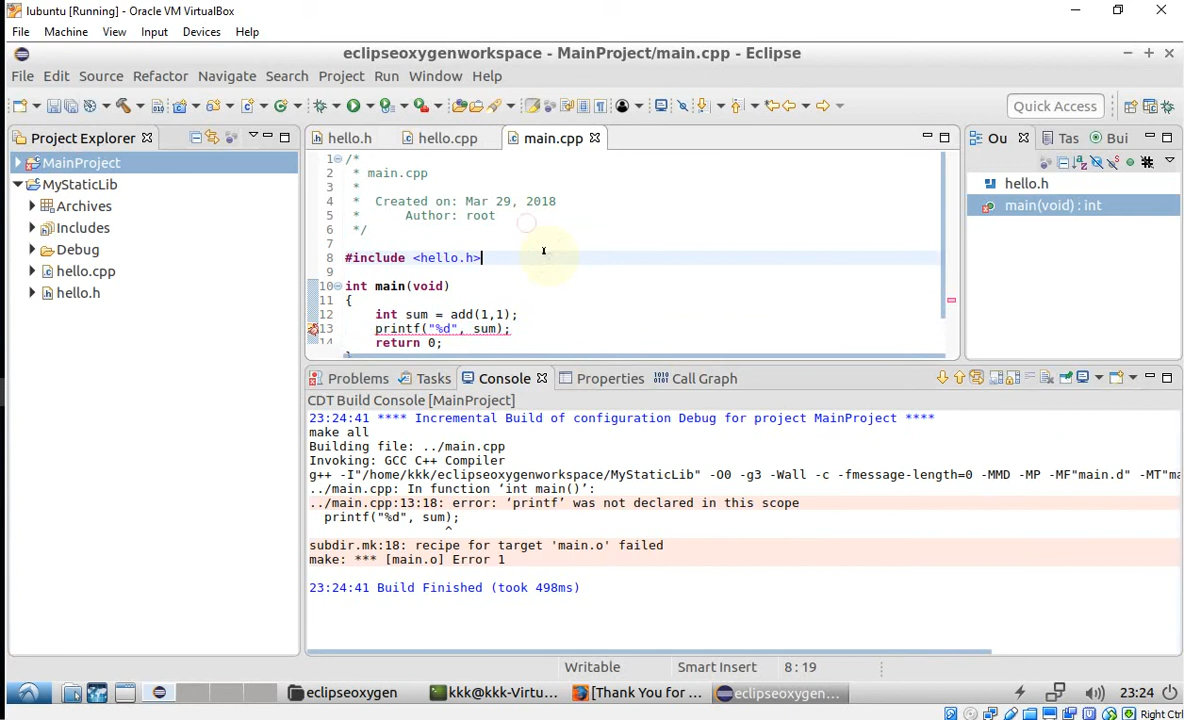 lubuntu [Running] - Oracle VM VirtualBox
File Machine View Input Devices Help
eclipseoxygenworkspace - MainProject/main.cpp - Eclipse
File Edit Source Refactor Navigate Search Project Run Window Help
Quick Access
Project Explorer
MainProject
MyStaticLib
Archives
Includes
Debug
hello.cpp
hello.h
hello.h hello.cpp main.cpp
1 /*
2 * main.cpp
3 *
4 * Created on: Mar 29, 2018
5 * Author: root
6 */
7
8 #include <hello.h>
9
10 int main(void)
11 {
12 int sum = add(1,1);
13 printf("%d", sum);
14 return 0;
Ou Tas Bui
hello.h
main(void) : int
Problems Tasks Console Properties Call Graph
CDT Build Console [MainProject]
23:24:41 **** Incremental Build of configuration Debug for project MainProject ****
make all
Building file: ../main.cpp
Invoking: GCC C++ Compiler
g++ -I"/home/kkk/eclipseoxygenworkspace/MyStaticLib" -O0 -g3 -Wall -c -fmessage-length=0 -MMD -MP -MF"main.d" -MT"ma
../main.cpp: In function ‘int main()’:
../main.cpp:13:18: error: ‘printf’ was not declared in this scope
printf("%d", sum);
^
subdir.mk:18: recipe for target 'main.o' failed
make: *** [main.o] Error 1
23:24:41 Build Finished (took 498ms)
Writable Smart Insert 8 : 19
eclipseoxygen kkk@kkk-Virtu... [Thank You for ... eclipseoxygen... 23:24
Right Ctrl